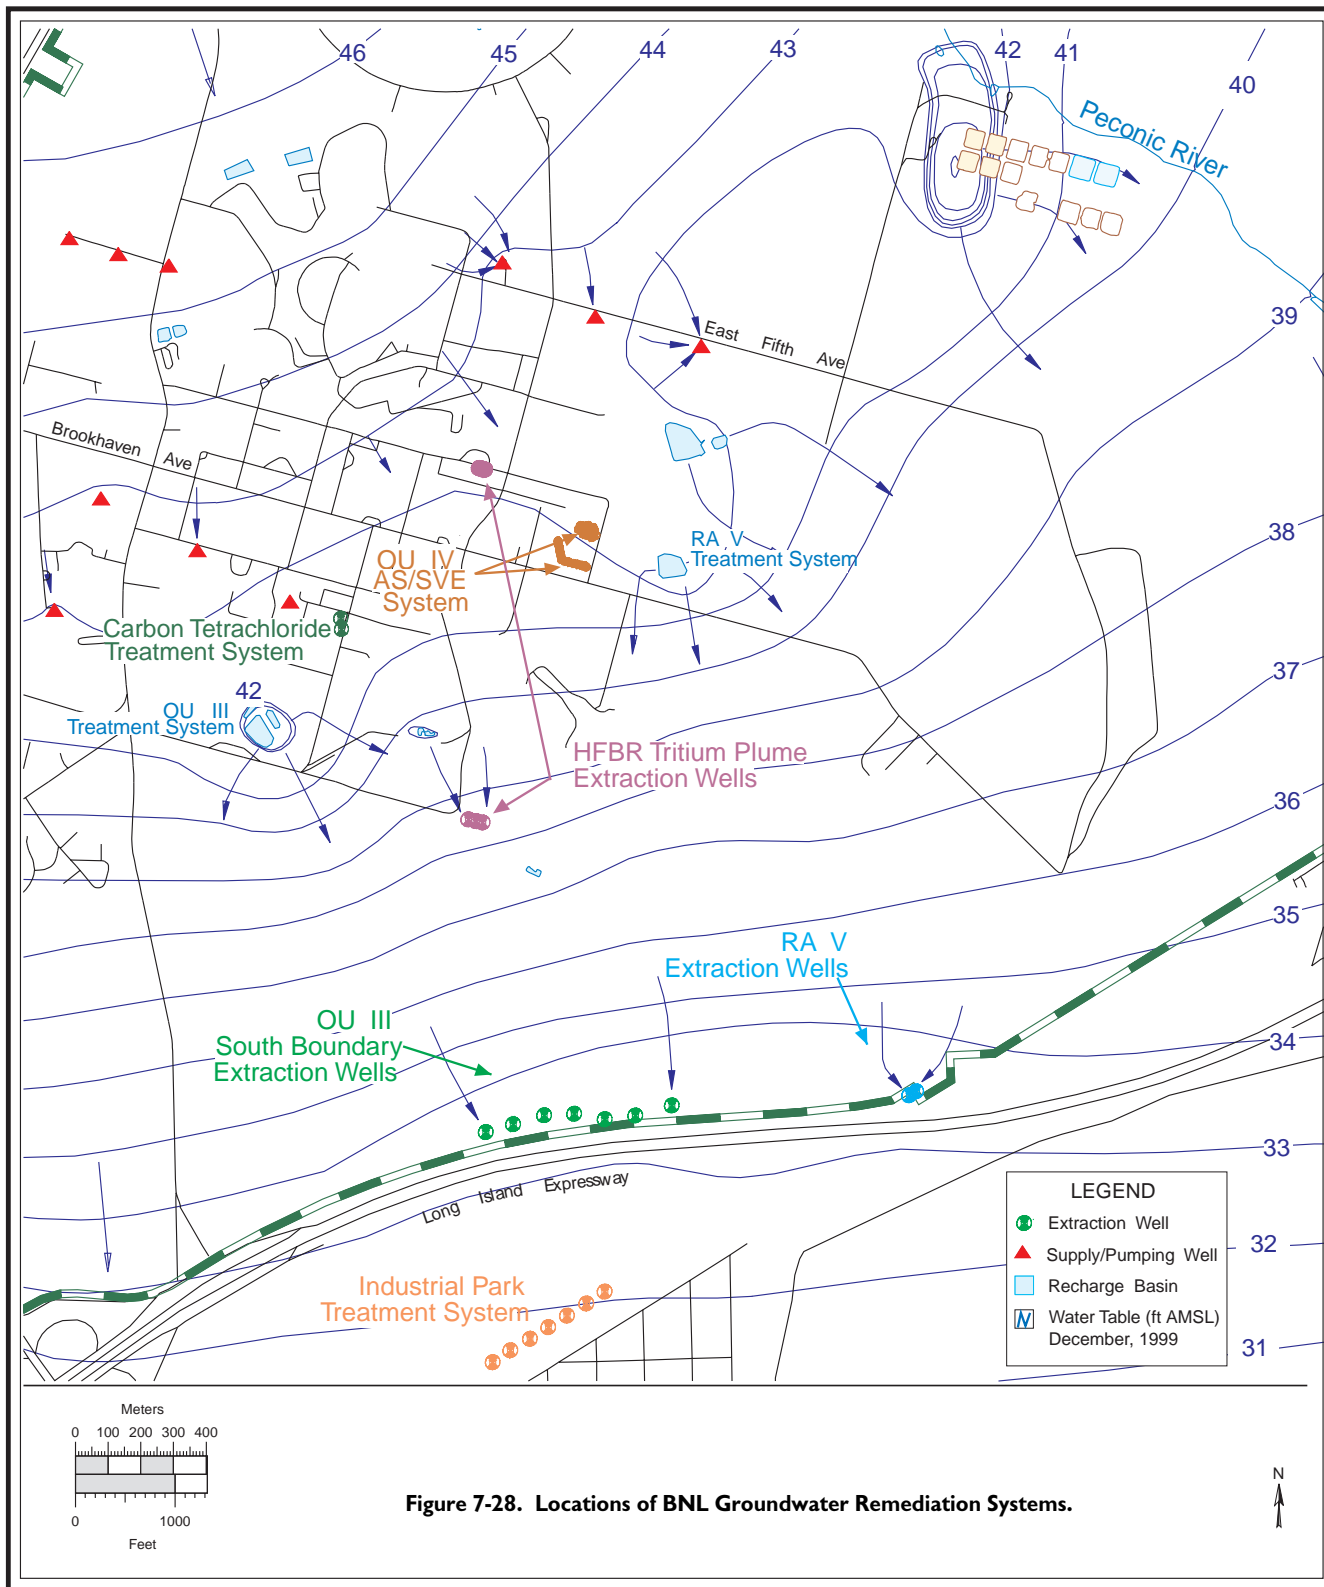 46
45
44
43
42
41
40
Peconic River
39
East Fifth Ave
Brookhaven Ave
38
OU IV
AS/SVE
System
RA V
Treatment System
Carbon Tetrachloride
Treatment System
37
42
OU III
Treatment System
HFBR Tritium Plume
Extraction Wells
36
35
RA V
Extraction Wells
OU III
South Boundary
Extraction Wells
34
33
Long Island Expressway
32
31
Industrial Park
Treatment System
LEGEND
Extraction Well
Supply/Pumping Well
Recharge Basin
Water Table (ft AMSL)
December, 1999
Meters
0 100 200 300 400
0 1000
Feet
Figure 7-28. Locations of BNL Groundwater Remediation Systems.
N